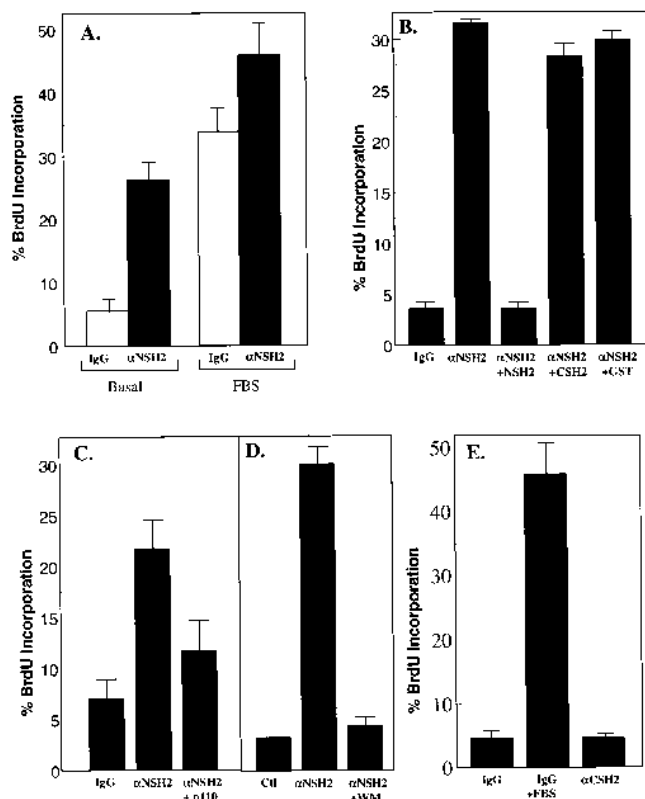 A.
% BrdU Incorporation
50
40
30
20
10
0
IgG αNSH2 IgG αNSH2
Basal FBS
B.
% BrdU Incorporation
30
25
20
15
10
5
0
IgG αNSH2 αNSH2 αNSH2 αNSH2
+NSH2 +CSH2 +GST
C.
% BrdU Incorporation
30
25
20
15
10
5
0
IgG αNSH2 αNSH2
D.
Ctl αNSH2 αNSH2
E.
% BrdU Incorporation
50
40
30
20
10
0
IgG IgG αCSH2
+FBS